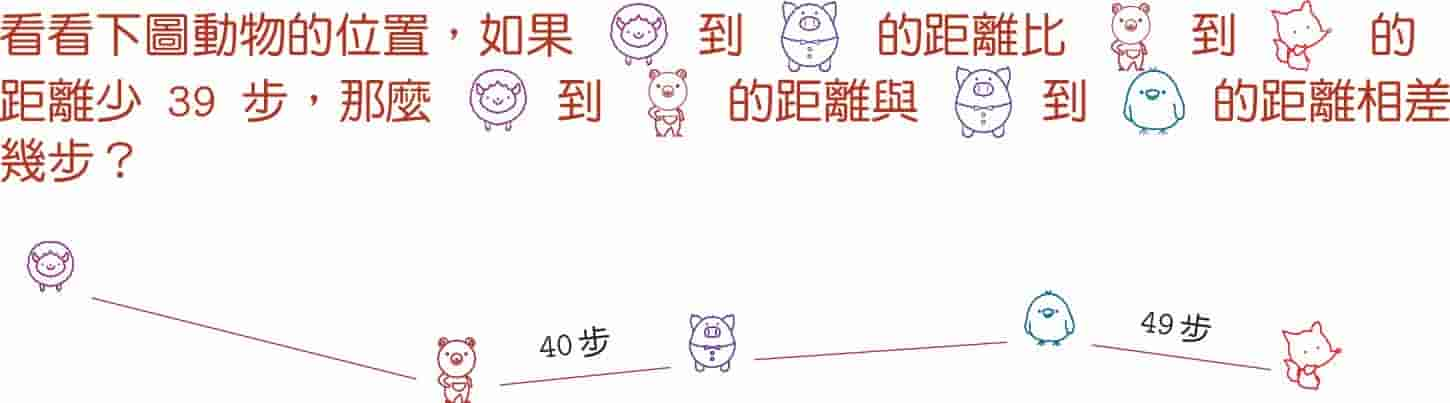 看看下圖動物的位置，如果 到 的距離比 到 的
距離少 39 步，那麼 到 的距離與 到 的距離相差
幾步？
40 步
49 步